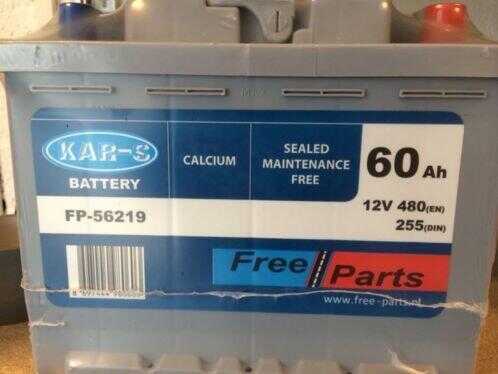 KAR-S
BATTERY
CALCIUM
SEALED
MAINTENANCE
FREE
60 Ah
FP-56219
12V 480(EN)
255(DIN)
Free Parts
www.free-parts.nl